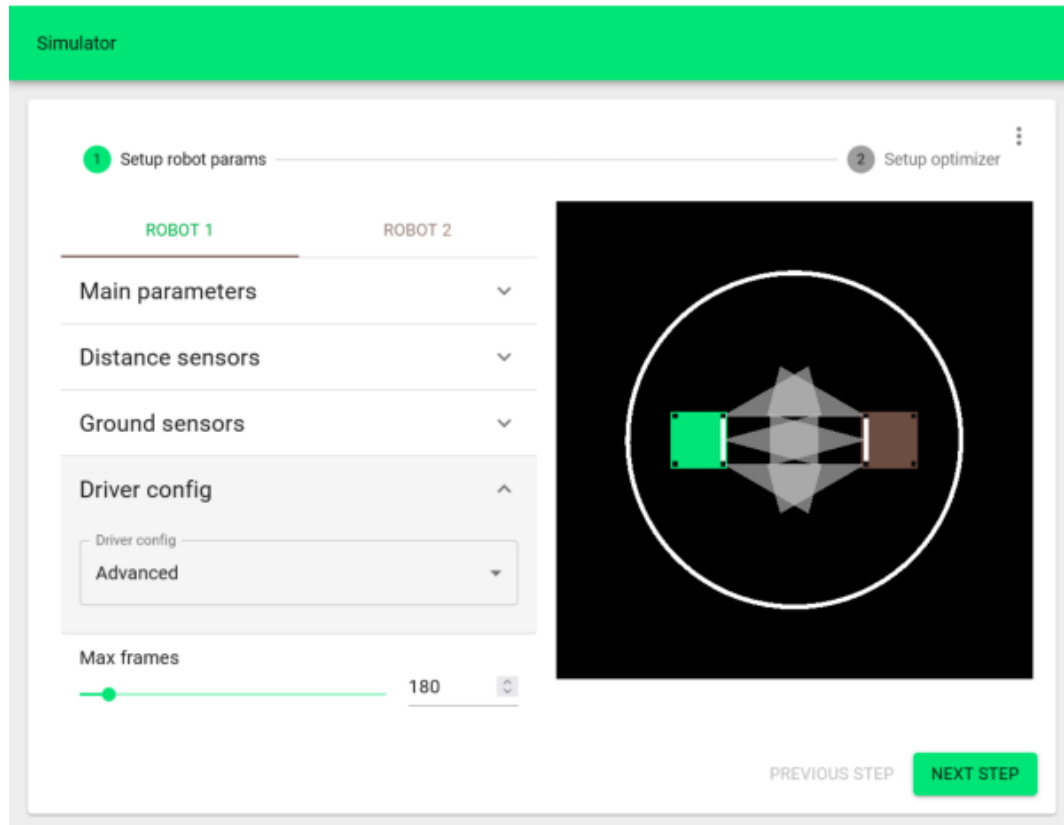 Simulator
1 Setup robot params
2 Setup optimizer
ROBOT 1
ROBOT 2
Main parameters
Distance sensors
Ground sensors
Driver config
Driver config
Advanced
Max frames
180
PREVIOUS STEP
NEXT STEP